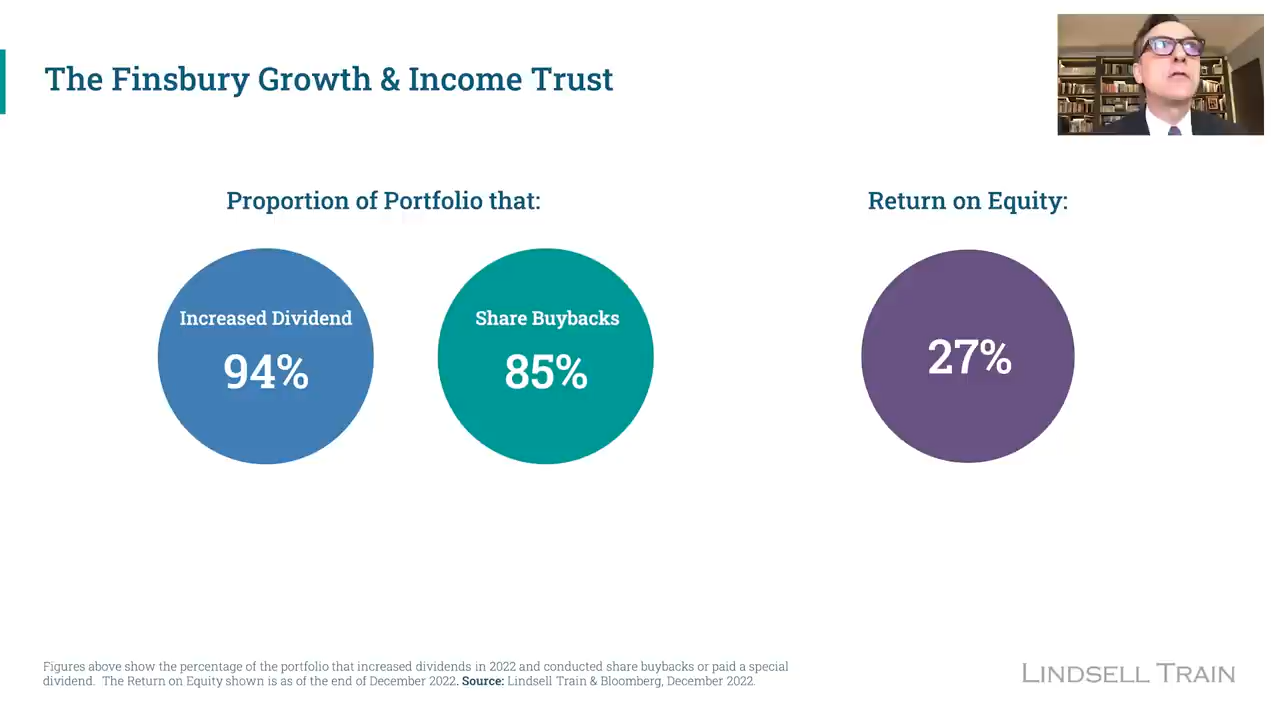 The Finsbury Growth & Income Trust
Proportion of Portfolio that:
Return on Equity:
Increased Dividend
94%
Share Buybacks
85%
27%
Figures above show the percentage of the portfolio that increased dividends in 2022 and conducted share buybacks or paid a special
dividend. The Return on Equity shown is as of the end of December 2022. Source: Lindsell Train & Bloomberg, December 2022.
LINDSELL TRAIN